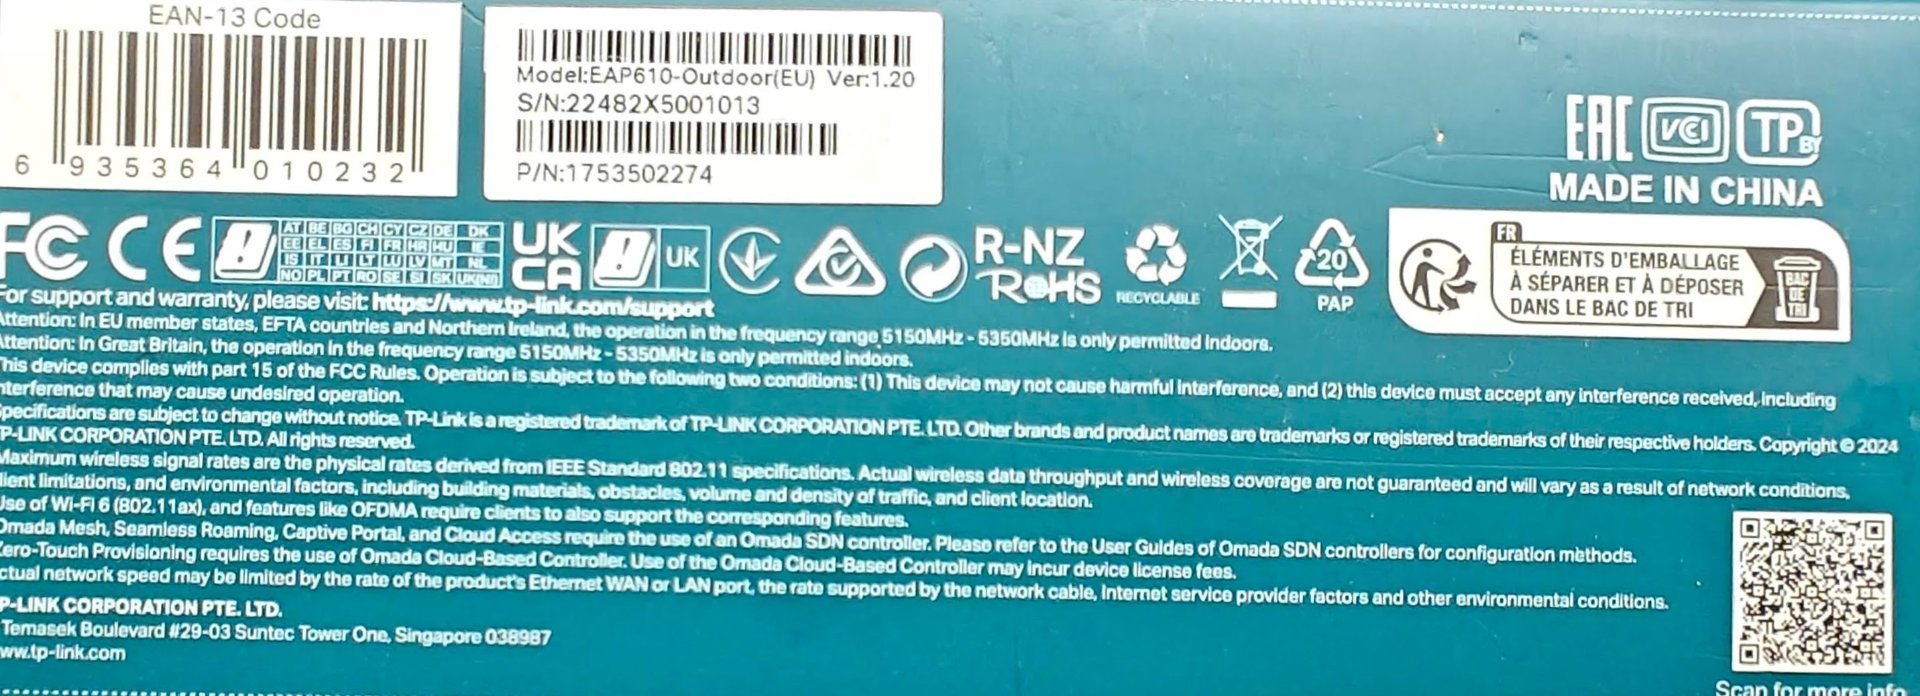 EAN-13 Code
6 935364 010232
Model:EAP610-Outdoor(EU) Ver:1.20
S/N:22482X5001013
P/N:1753502274
EAC VCCI TP BY
MADE IN CHINA
FC CE
AT BE BG CH CY CZ DE DK
EE EL ES FI FR HR HU IE
IS IT LI LT LU LV MT NL
NO PL PT RO SE SI SK UK(NI)
UK
CA
UK
R-NZ
RoHS
RECYCLABLE
20
PAP
FR
ÉLÉMENTS D'EMBALLAGE
À SÉPARER ET À DÉPOSER
DANS LE BAC DE TRI
BAC
DE
TRI
For support and warranty, please visit: https://www.tp-link.com/support
Attention: In EU member states, EFTA countries and Northern Ireland, the operation in the frequency range 5150MHz - 5350MHz is only permitted indoors.
Attention: In Great Britain, the operation in the frequency range 5150MHz - 5350MHz is only permitted indoors.
This device complies with part 15 of the FCC Rules. Operation is subject to the following two conditions: (1) This device may not cause harmful interference, and (2) this device must accept any interference received, including
nterference that may cause undesired operation.
Specifications are subject to change without notice. TP-Link is a registered trademark of TP-LINK CORPORATION PTE. LTD. Other brands and product names are trademarks or registered trademarks of their respective holders. Copyright © 2024
P-LINK CORPORATION PTE. LTD. All rights reserved.
Maximum wireless signal rates are the physical rates derived from IEEE Standard 802.11 specifications. Actual wireless data throughput and wireless coverage are not guaranteed and will vary as a result of network conditions,
lient limitations, and environmental factors, including building materials, obstacles, volume and density of traffic, and client location.
Use of Wi-Fi 6 (802.11ax), and features like OFDMA require clients to also support the corresponding features.
Omada Mesh, Seamless Roaming, Captive Portal, and Cloud Access require the use of an Omada SDN controller. Please refer to the User Guides of Omada SDN controllers for configuration methods.
Zero-Touch Provisioning requires the use of Omada Cloud-Based Controller. Use of the Omada Cloud-Based Controller may incur device license fees.
ctual network speed may be limited by the rate of the product's Ethernet WAN or LAN port, the rate supported by the network cable, Internet service provider factors and other environmental conditions.
P-LINK CORPORATION PTE. LTD.
Temasek Boulevard #29-03 Suntec Tower One, Singapore 038987
ww.tp-link.com
Scan for more info